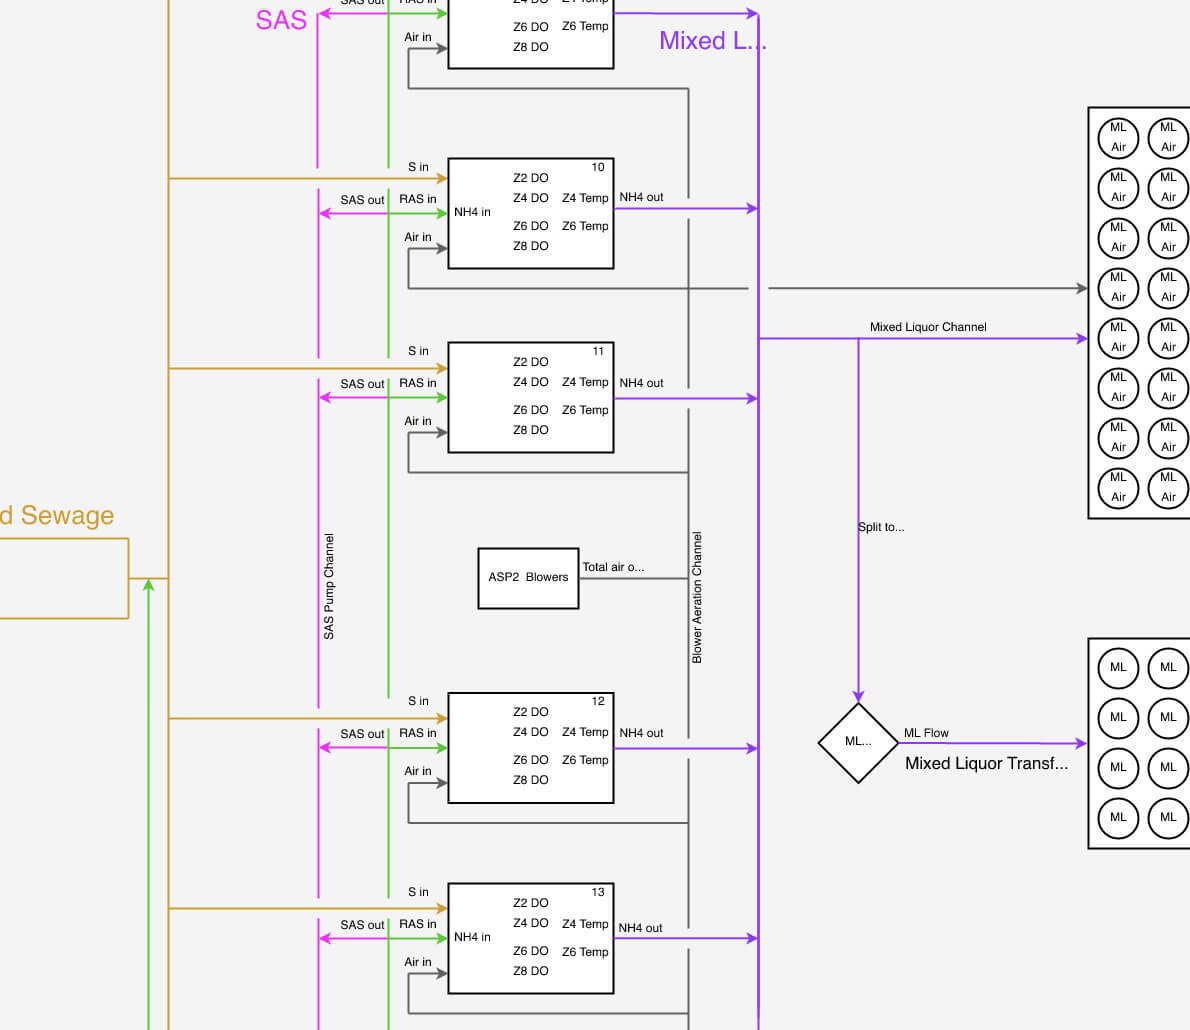 SAS out RAS in
Z4 DO Z4 Temp
SAS
Air in
Z6 DO Z6 Temp
Z8 DO
Mixed L...
S in
10
Z2 DO
Z4 DO Z4 Temp
SAS out RAS in
NH4 in
NH4 out
Z6 DO Z6 Temp
Air in
Z8 DO
S in
11
Z2 DO
Z4 DO Z4 Temp
SAS out RAS in
NH4 out
Z6 DO Z6 Temp
Air in
Z8 DO
d Sewage
SAS Pump Channel
ASP2 Blowers
Total air o...
Blower Aeration Channel
S in
12
Z2 DO
Z4 DO Z4 Temp
SAS out RAS in
NH4 out
Z6 DO Z6 Temp
Air in
Z8 DO
S in
13
Z2 DO
Z4 DO Z4 Temp
SAS out RAS in
NH4 in
NH4 out
Z6 DO Z6 Temp
Air in
Z8 DO
Mixed Liquor Channel
Split to...
ML...
ML Flow
Mixed Liquor Transf...
ML ML
Air Air
ML ML
Air Air
ML ML
Air Air
ML ML
Air Air
ML ML
Air Air
ML ML
Air Air
ML ML
Air Air
ML ML
Air Air
ML ML
ML ML
ML ML
ML ML